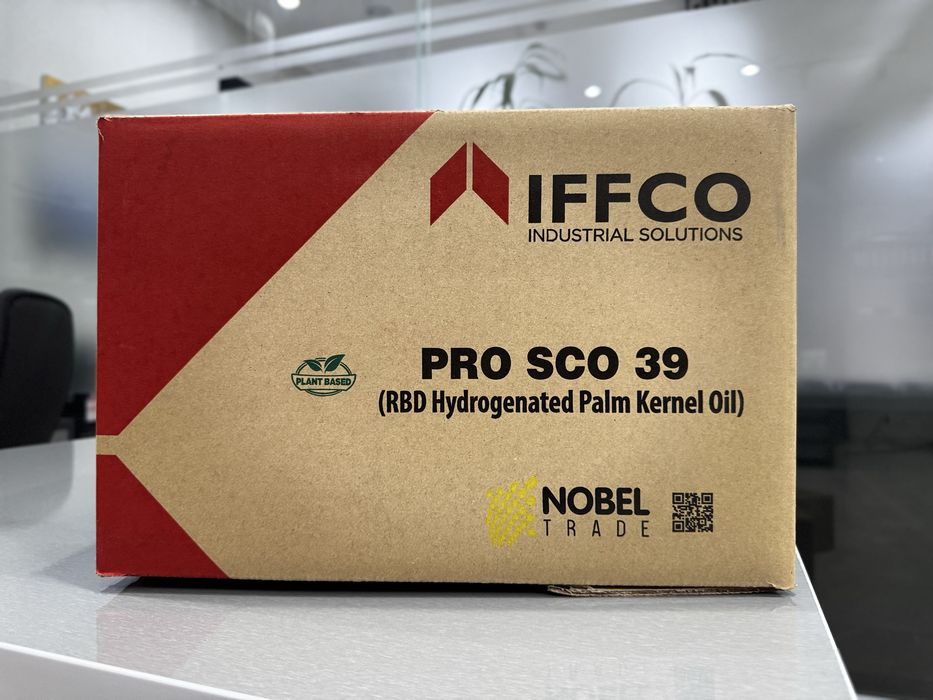 IFFCO
INDUSTRIAL SOLUTIONS
PLANT BASED
PRO SCO 39
(RBD Hydrogenated Palm Kernel Oil)
NOBEL
TRADE